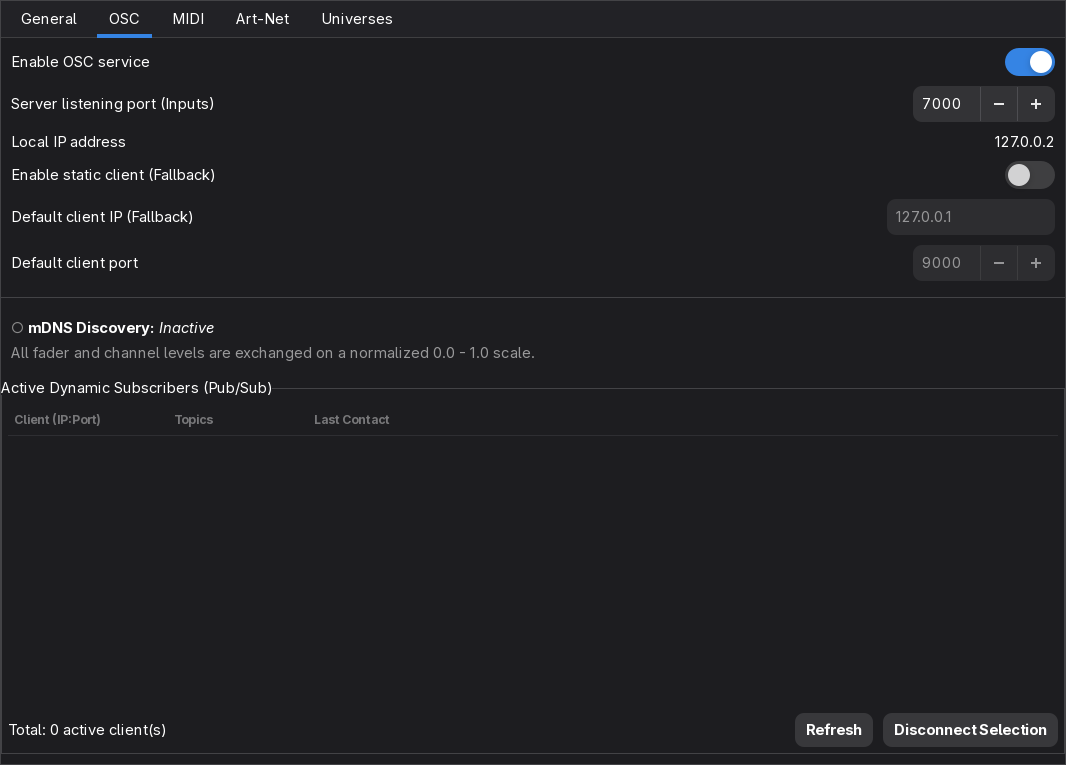 General OSC MIDI Art-Net Universes
Enable OSC service
Server listening port (Inputs) 7000 − +
Local IP address 127.0.0.2
Enable static client (Fallback)
Default client IP (Fallback) 127.0.0.1
Default client port 9000 − +
mDNS Discovery: Inactive
All fader and channel levels are exchanged on a normalized 0.0 - 1.0 scale.
Active Dynamic Subscribers (Pub/Sub)
Client (IP:Port) Topics Last Contact
Total: 0 active client(s) Refresh Disconnect Selection